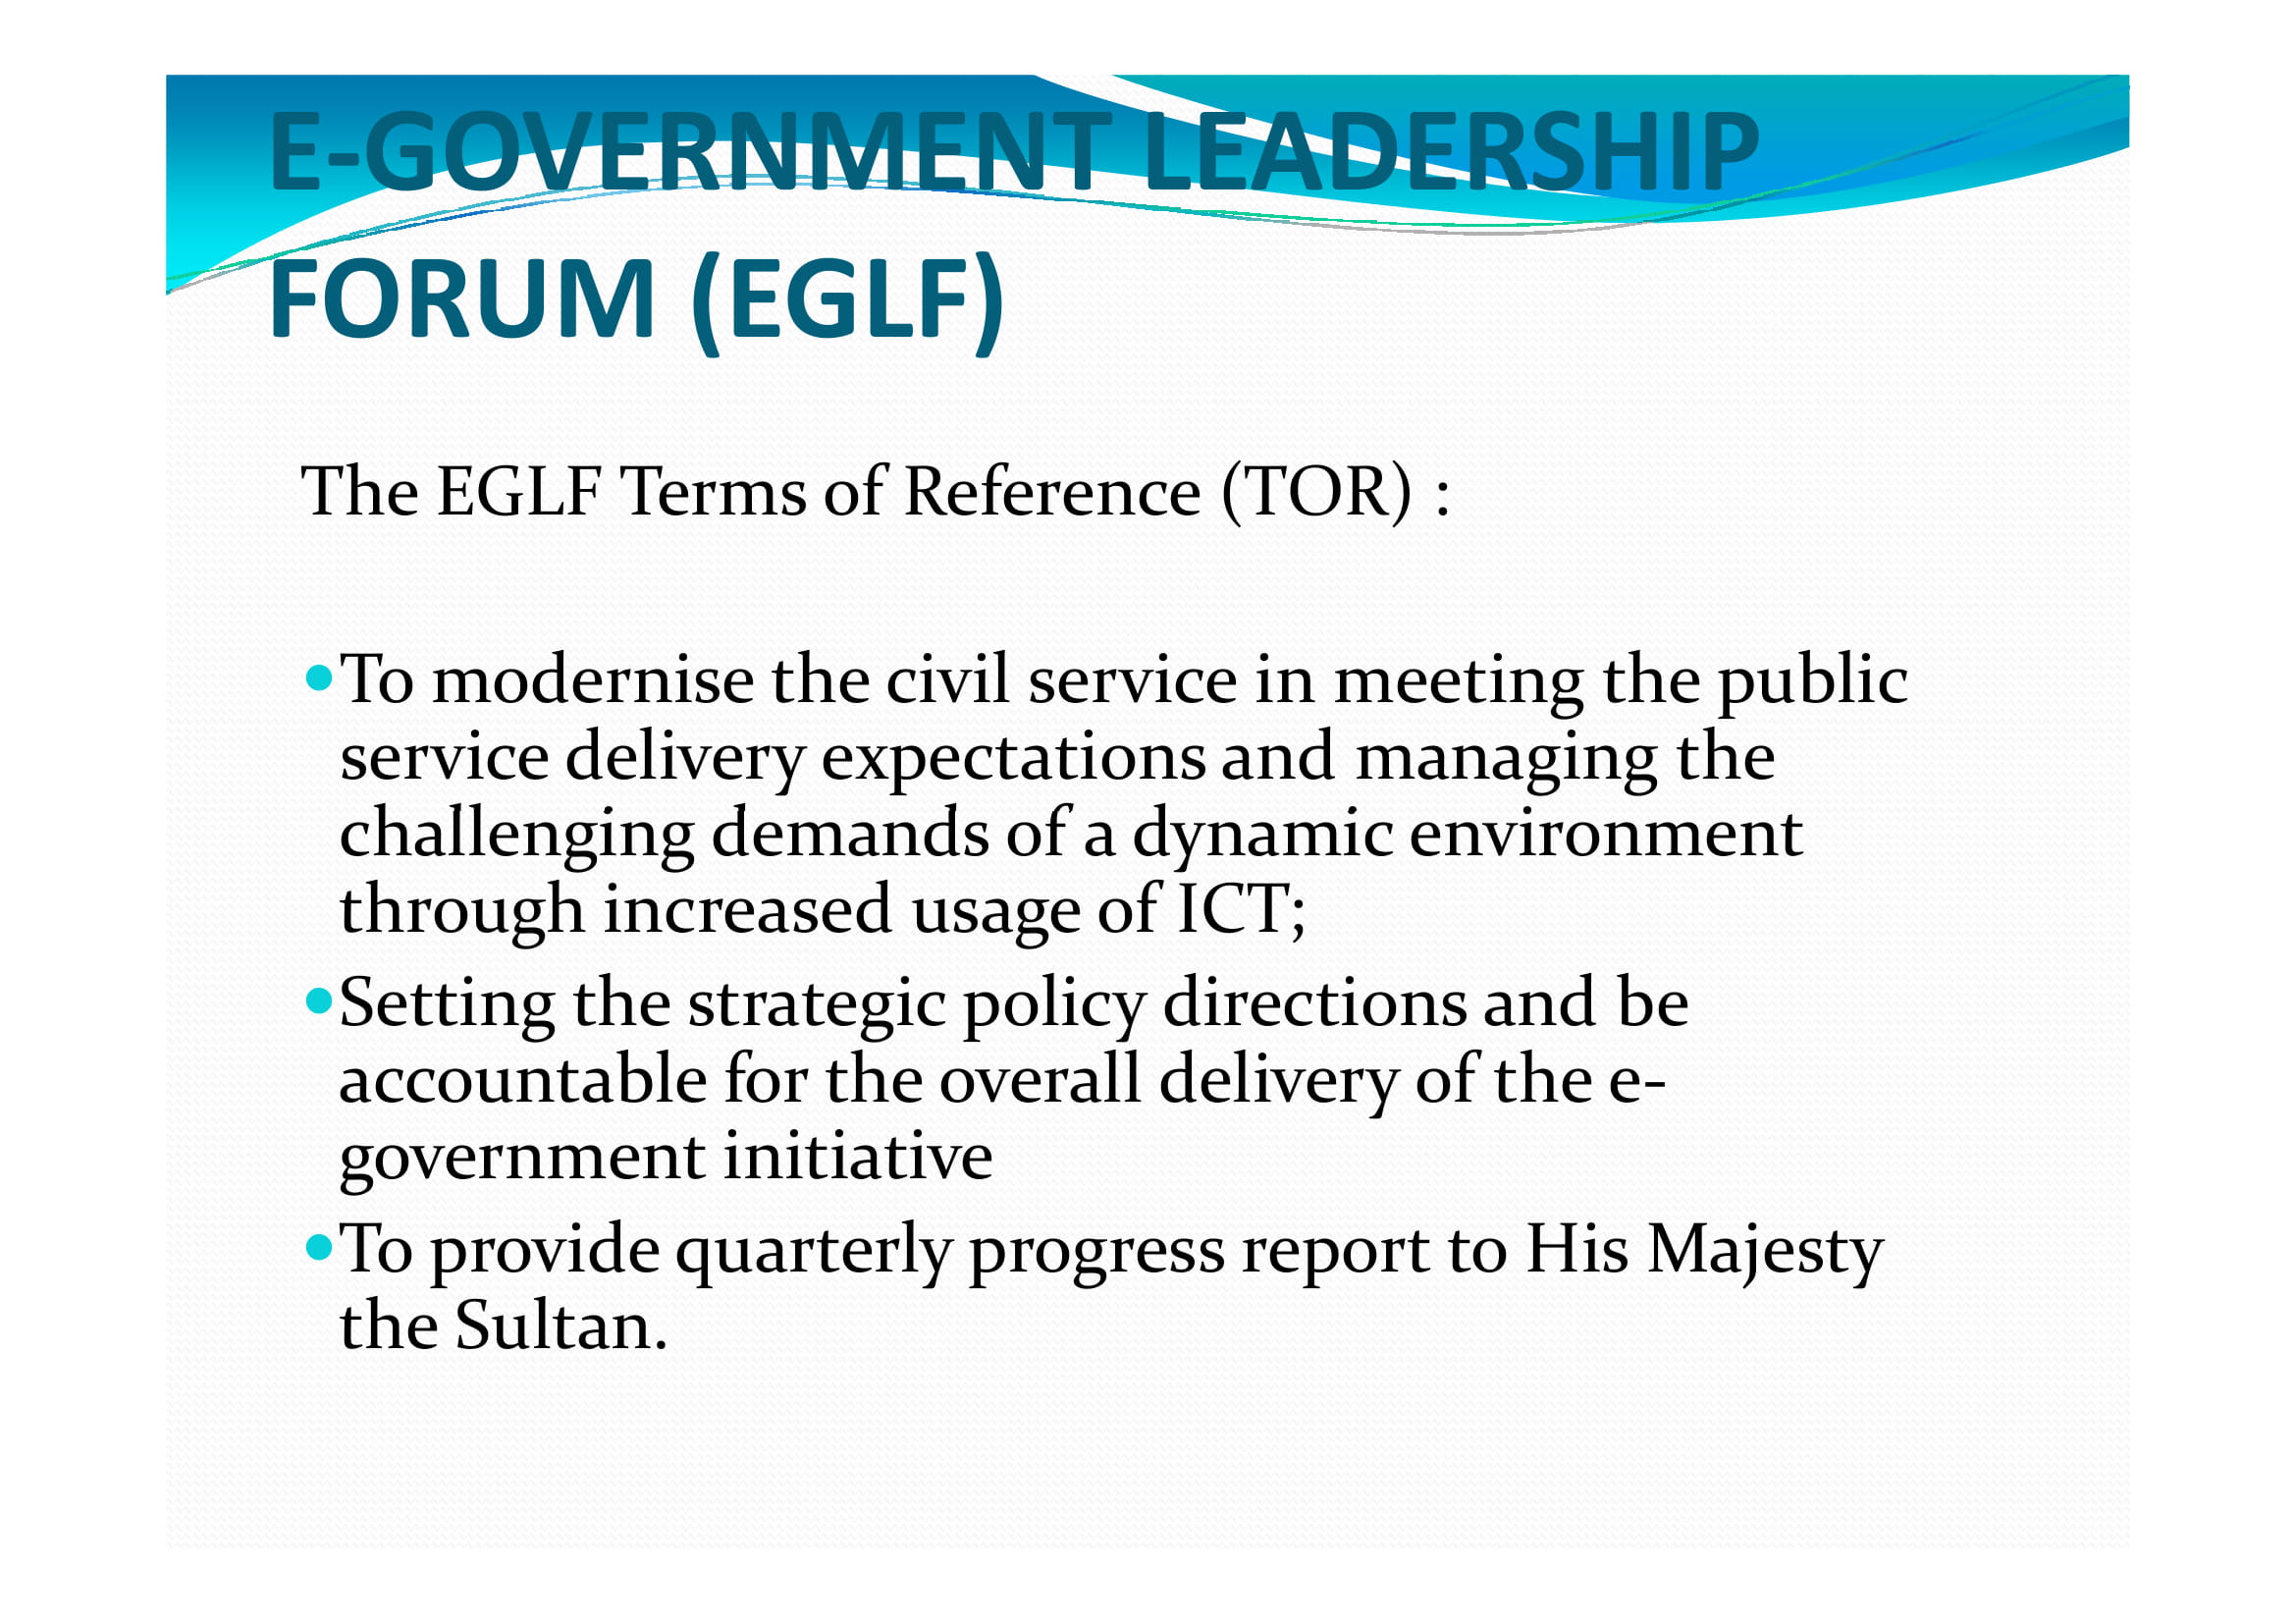 E-GOVERNMENT LEADERSHIP
FORUM (EGLF)
The EGLF Terms of Reference (TOR) :
•To modernise the civil service in meeting the public
service delivery expectations and managing the
challenging demands of a dynamic environment
through increased usage of ICT;
•Setting the strategic policy directions and be
accountable for the overall delivery of the e-
government initiative
•To provide quarterly progress report to His Majesty
the Sultan.